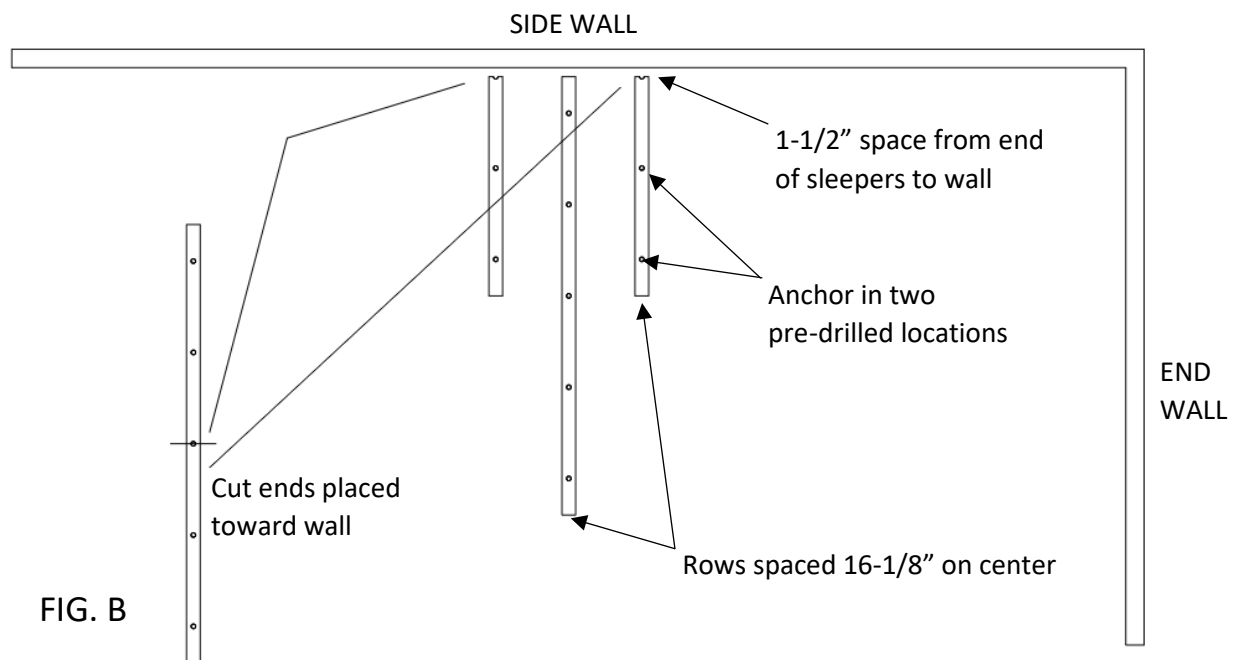 SIDE WALL
1-1/2” space from end
of sleepers to wall
Anchor in two
pre-drilled locations
END
WALL
Cut ends placed
toward wall
Rows spaced 16-1/8” on center
FIG. B